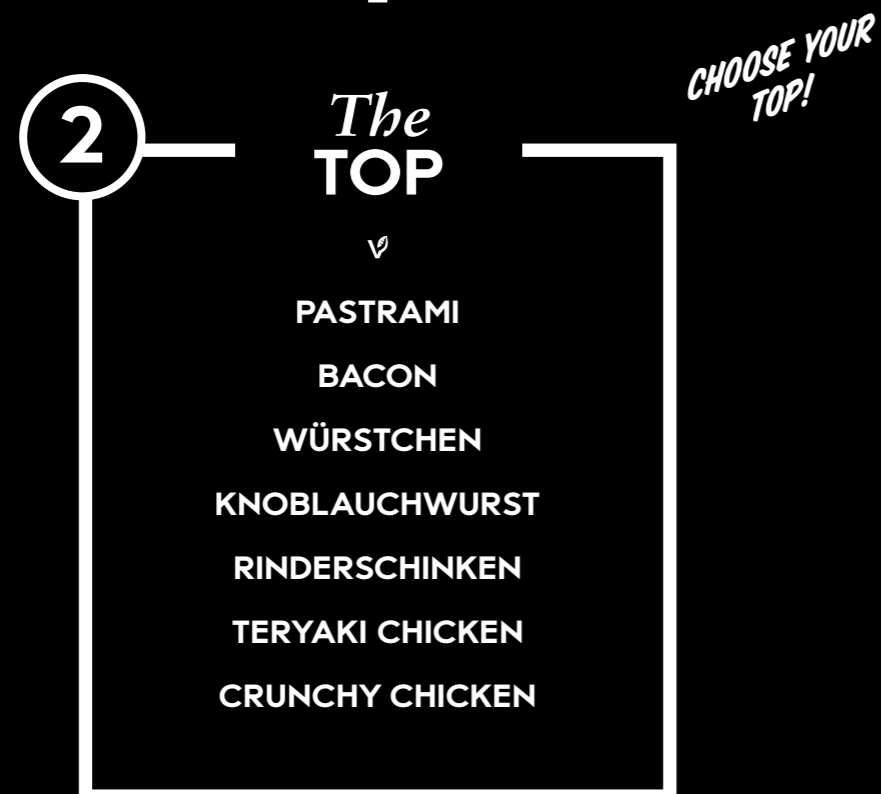 CHOOSE YOUR
TOP!
2
The
TOP
PASTRAMI
BACON
WÜRSTCHEN
KNOBLAUCHWURST
RINDERSCHINKEN
TERYAKI CHICKEN
CRUNCHY CHICKEN